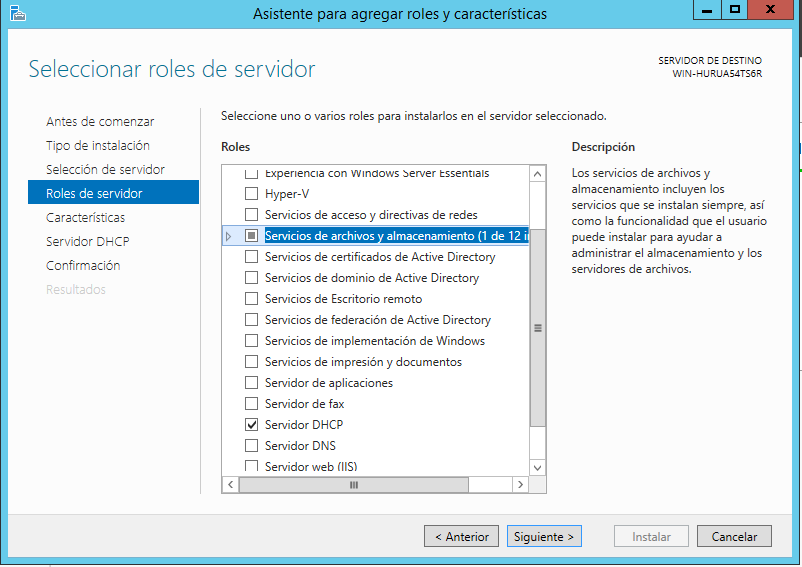 Asistente para agregar roles y características
Seleccionar roles de servidor
SERVIDOR DE DESTINO
WIN-HURUA54TS6R
Antes de comenzar
Tipo de instalación
Selección de servidor
Roles de servidor
Características
Servidor DHCP
Confirmación
Resultados
Seleccione uno o varios roles para instalarlos en el servidor seleccionado.
Roles
Experiencia con Windows Server Essentials
Hyper-V
Servicios de acceso y directivas de redes
Servicios de archivos y almacenamiento (1 de 12 in
Servicios de certificados de Active Directory
Servicios de dominio de Active Directory
Servicios de Escritorio remoto
Servicios de federación de Active Directory
Servicios de implementación de Windows
Servicios de impresión y documentos
Servidor de aplicaciones
Servidor de fax
Servidor DHCP
Servidor DNS
Servidor web (IIS)
Descripción
Los servicios de archivos y
almacenamiento incluyen los
servicios que se instalan siempre, así
como la funcionalidad que el usuario
puede instalar para ayudar a
administrar el almacenamiento y los
servidores de archivos.
< Anterior
Siguiente >
Instalar
Cancelar